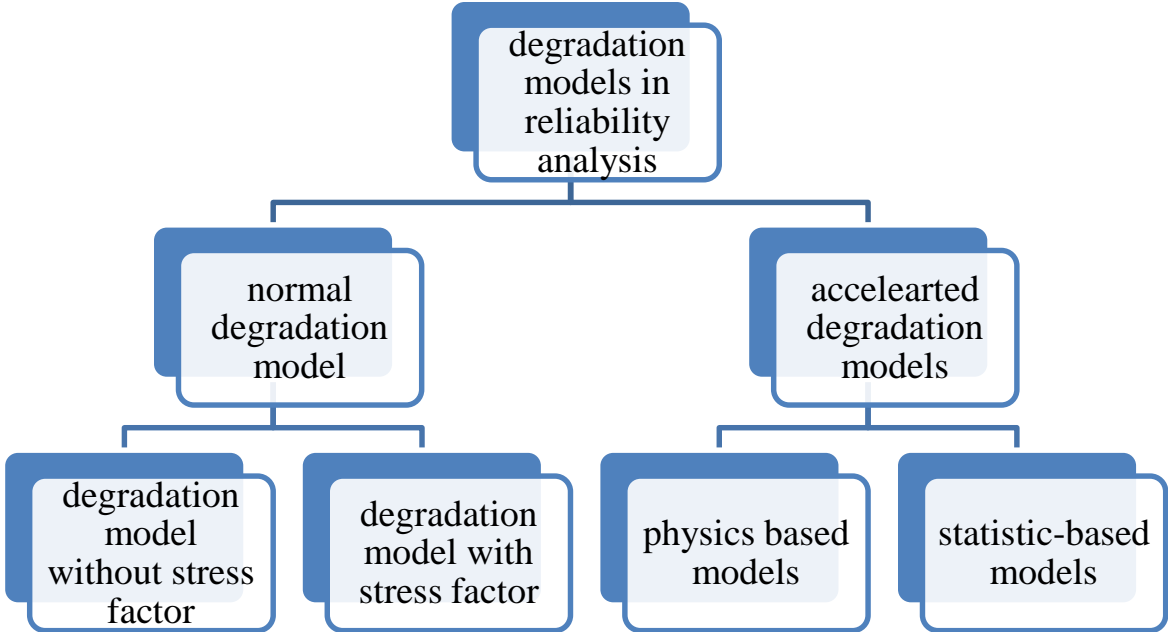 degradation
models in
reliability
analysis
normal
degradation
model
accelearted
degradation
models
degradation
model
without stress
factor
degradation
model with
stress factor
physics based
models
statistic-based
models